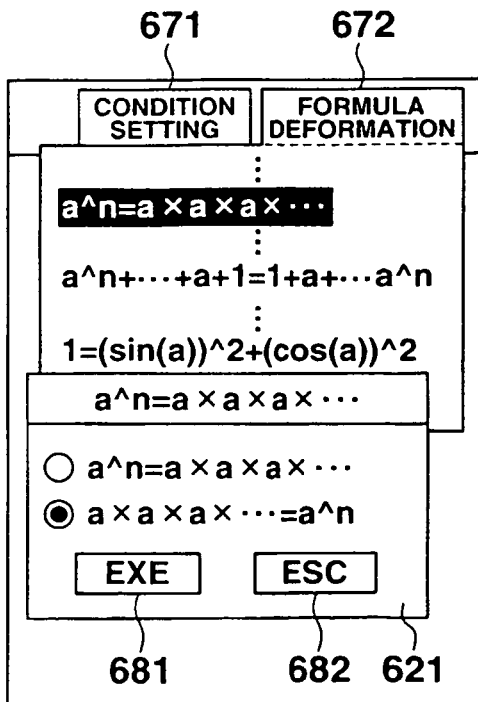 671 672
CONDITION SETTING FORMULA DEFORMATION
a^n=a×a×a×⋯
a^n+⋯+a+1=1+a+⋯a^n
1=(sin(a))^2+(cos(a))^2
a^n=a×a×a×⋯
a^n=a×a×a×⋯
a×a×a×⋯=a^n
EXE ESC
681 682 621